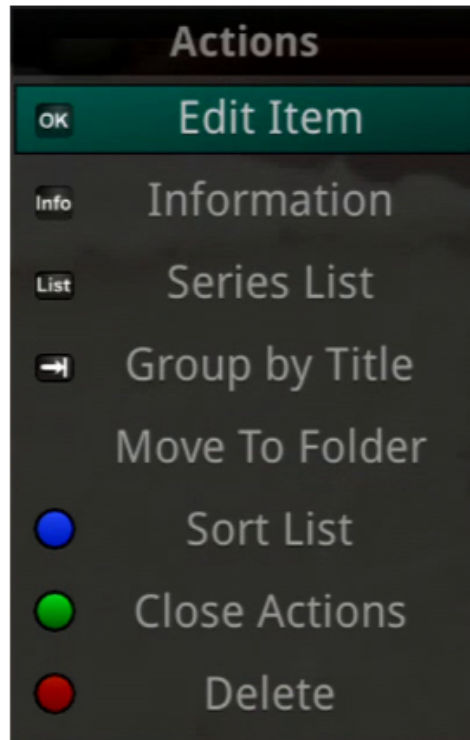 Actions
OK Edit Item
Info Information
List Series List
Group by Title
Move To Folder
Sort List
Close Actions
Delete